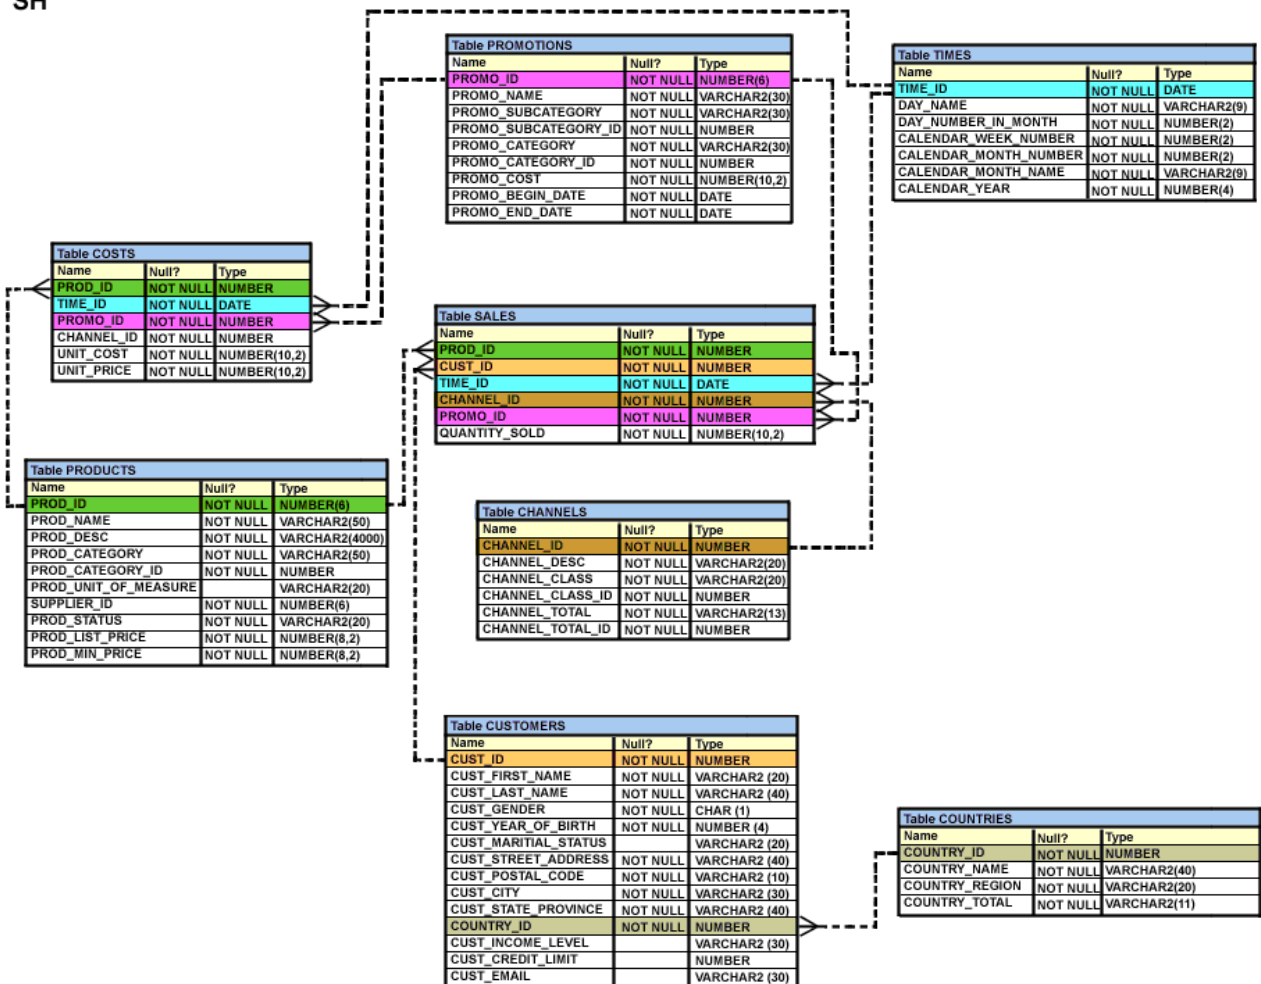 SH
Table PROMOTIONS
Name Null? Type
PROMO_ID NOT NULL NUMBER(6)
PROMO_NAME NOT NULL VARCHAR2(30)
PROMO_SUBCATEGORY NOT NULL VARCHAR2(30)
PROMO_SUBCATEGORY_ID NOT NULL NUMBER
PROMO_CATEGORY NOT NULL VARCHAR2(30)
PROMO_CATEGORY_ID NOT NULL NUMBER
PROMO_COST NOT NULL NUMBER(10,2)
PROMO_BEGIN_DATE NOT NULL DATE
PROMO_END_DATE NOT NULL DATE
Table TIMES
Name Null? Type
TIME_ID NOT NULL DATE
DAY_NAME NOT NULL VARCHAR2(9)
DAY_NUMBER_IN_MONTH NOT NULL NUMBER(2)
CALENDAR_WEEK_NUMBER NOT NULL NUMBER(2)
CALENDAR_MONTH_NUMBER NOT NULL NUMBER(2)
CALENDAR_MONTH_NAME NOT NULL VARCHAR2(9)
CALENDAR_YEAR NOT NULL NUMBER(4)
Table COSTS
Name Null? Type
PROD_ID NOT NULL NUMBER
TIME_ID NOT NULL DATE
PROMO_ID NOT NULL NUMBER
CHANNEL_ID NOT NULL NUMBER
UNIT_COST NOT NULL NUMBER(10,2)
UNIT_PRICE NOT NULL NUMBER(10,2)
Table SALES
Name Null? Type
PROD_ID NOT NULL NUMBER
CUST_ID NOT NULL NUMBER
TIME_ID NOT NULL DATE
CHANNEL_ID NOT NULL NUMBER
PROMO_ID NOT NULL NUMBER
QUANTITY_SOLD NOT NULL NUMBER(10,2)
Table PRODUCTS
Name Null? Type
PROD_ID NOT NULL NUMBER(6)
PROD_NAME NOT NULL VARCHAR2(50)
PROD_DESC NOT NULL VARCHAR2(4000)
PROD_CATEGORY NOT NULL VARCHAR2(50)
PROD_CATEGORY_ID NOT NULL NUMBER
PROD_UNIT_OF_MEASURE VARCHAR2(20)
SUPPLIER_ID NOT NULL NUMBER(6)
PROD_STATUS NOT NULL VARCHAR2(20)
PROD_LIST_PRICE NOT NULL NUMBER(8,2)
PROD_MIN_PRICE NOT NULL NUMBER(8,2)
Table CHANNELS
Name Null? Type
CHANNEL_ID NOT NULL NUMBER
CHANNEL_DESC NOT NULL VARCHAR2(20)
CHANNEL_CLASS NOT NULL VARCHAR2(20)
CHANNEL_CLASS_ID NOT NULL NUMBER
CHANNEL_TOTAL NOT NULL VARCHAR2(13)
CHANNEL_TOTAL_ID NOT NULL NUMBER
Table CUSTOMERS
Name Null? Type
CUST_ID NOT NULL NUMBER
CUST_FIRST_NAME NOT NULL VARCHAR2 (20)
CUST_LAST_NAME NOT NULL VARCHAR2 (40)
CUST_GENDER NOT NULL CHAR (1)
CUST_YEAR_OF_BIRTH NOT NULL NUMBER (4)
CUST_MARITIAL_STATUS VARCHAR2 (20)
CUST_STREET_ADDRESS NOT NULL VARCHAR2 (40)
CUST_POSTAL_CODE NOT NULL VARCHAR2 (10)
CUST_CITY NOT NULL VARCHAR2 (30)
CUST_STATE_PROVINCE NOT NULL VARCHAR2 (40)
COUNTRY_ID NOT NULL NUMBER
CUST_INCOME_LEVEL VARCHAR2 (30)
CUST_CREDIT_LIMIT NUMBER
CUST_EMAIL VARCHAR2 (30)
Table COUNTRIES
Name Null? Type
COUNTRY_ID NOT NULL NUMBER
COUNTRY_NAME NOT NULL VARCHAR2(40)
COUNTRY_REGION NOT NULL VARCHAR2(20)
COUNTRY_TOTAL NOT NULL VARCHAR2(11)